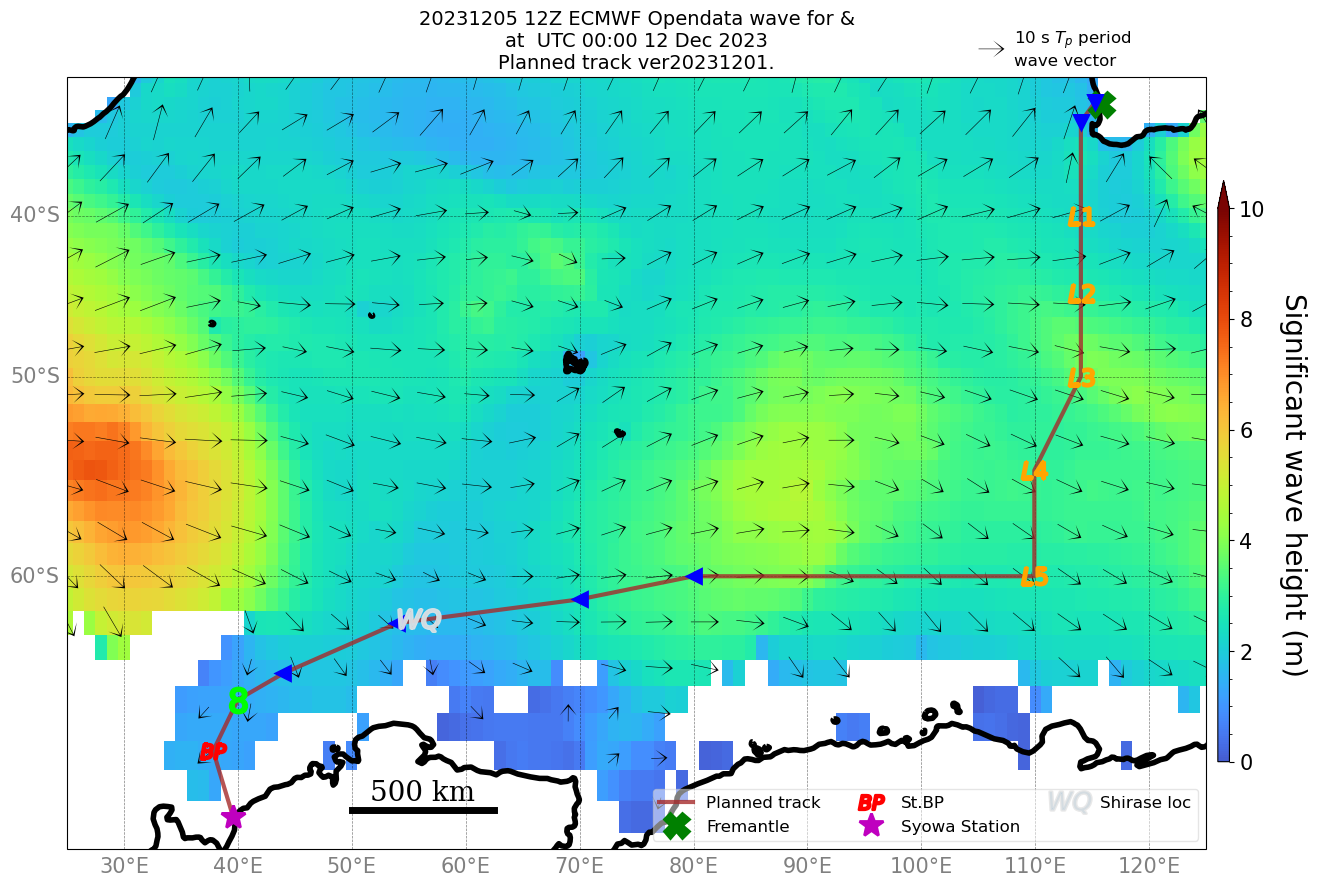 20231205 12Z ECMWF Opendata wave for &
at  UTC 00:00 12 Dec 2023
Planned track ver20231201.
10 s Tp period
wave vector
40°S
50°S
60°S
L1
L2
L3
L4
L5
WQ
8
BP
500 km
Planned track
Fremantle
BP St.BP
Syowa Station
WQ Shirase loc
30°E 40°E 50°E 60°E 70°E 80°E 90°E 100°E 110°E 120°E
10
8
6
4
2
0
Significant wave height (m)